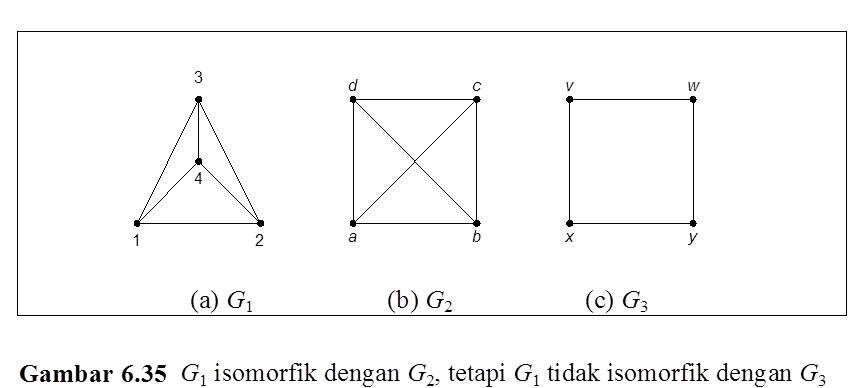 3
d c v w
4
1 2 a b x y
(a) G1 (b) G2 (c) G3
Gambar 6.35 G1 isomorfik dengan G2, tetapi G1 tidak isomorfik dengan G3